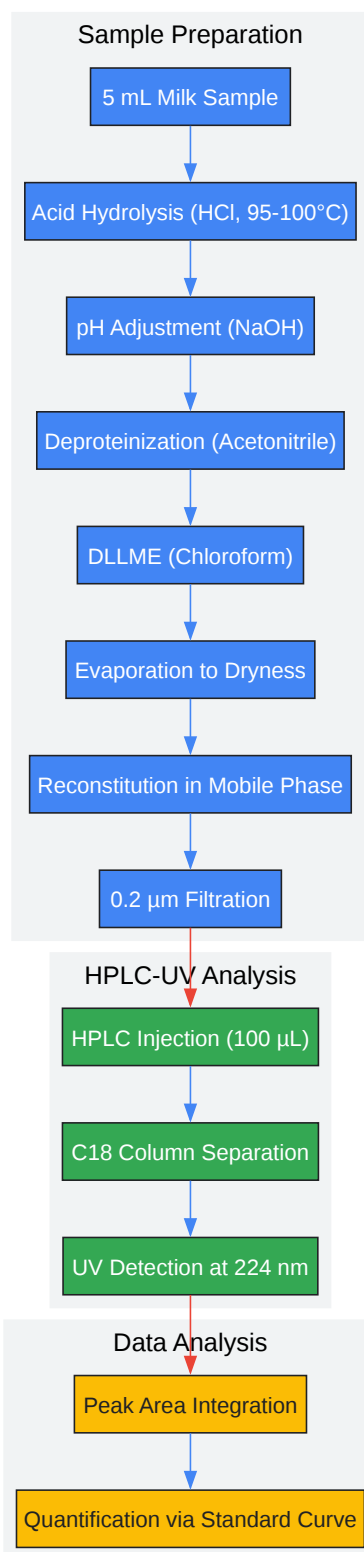 Sample Preparation
5 mL Milk Sample
Acid Hydrolysis (HCl, 95-100°C)
pH Adjustment (NaOH)
Deproteinization (Acetonitrile)
DLLME (Chloroform)
Evaporation to Dryness
Reconstitution in Mobile Phase
0.2 µm Filtration
HPLC-UV Analysis
HPLC Injection (100 µL)
C18 Column Separation
UV Detection at 224 nm
Data Analysis
Peak Area Integration
Quantification via Standard Curve